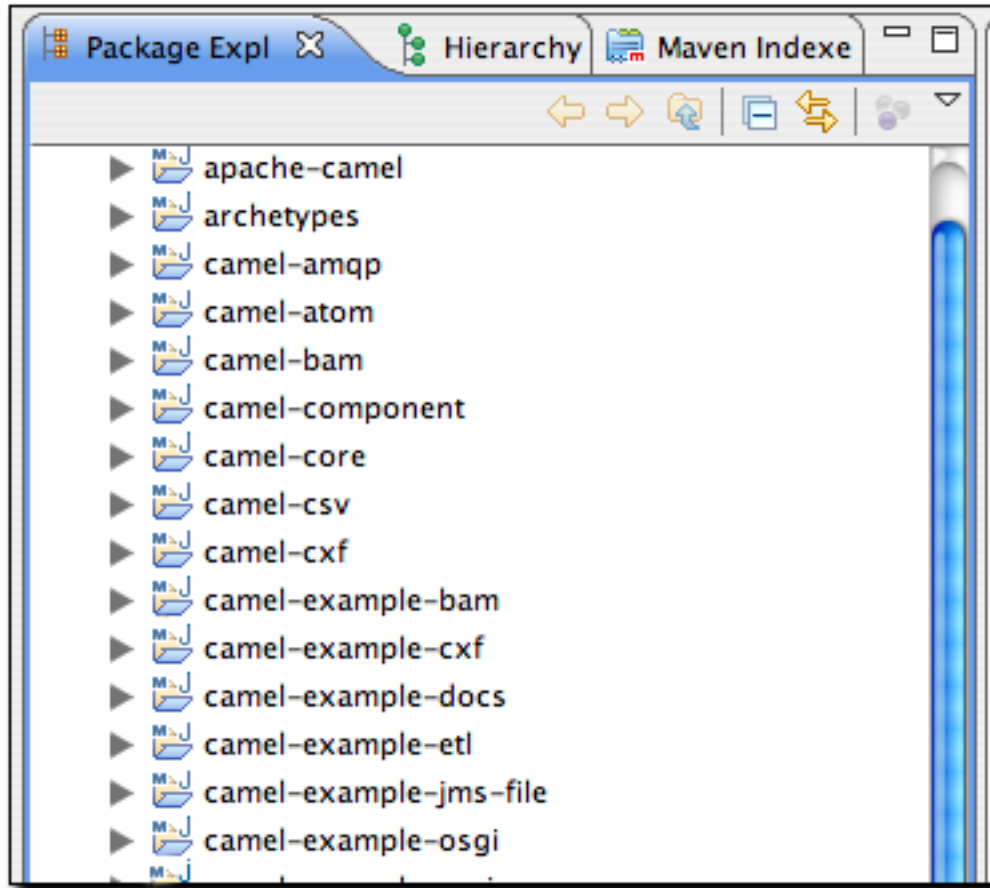 Package Expl Hierarchy Maven Indexe
apache-camel
archetypes
camel-amqp
camel-atom
camel-bam
camel-component
camel-core
camel-csv
camel-cxf
camel-example-bam
camel-example-cxf
camel-example-docs
camel-example-etl
camel-example-jms-file
camel-example-osgi